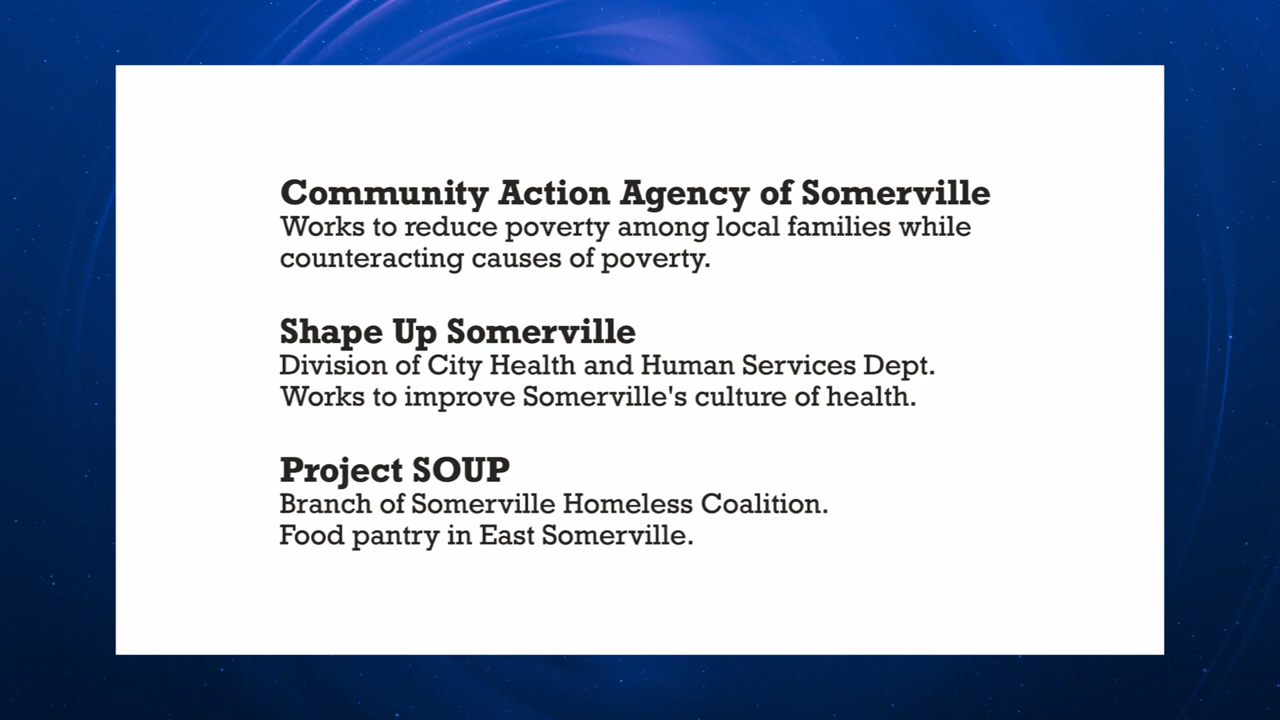 Community Action Agency of Somerville
Works to reduce poverty among local families while
counteracting causes of poverty.
Shape Up Somerville
Division of City Health and Human Services Dept.
Works to improve Somerville's culture of health.
Project SOUP
Branch of Somerville Homeless Coalition.
Food pantry in East Somerville.